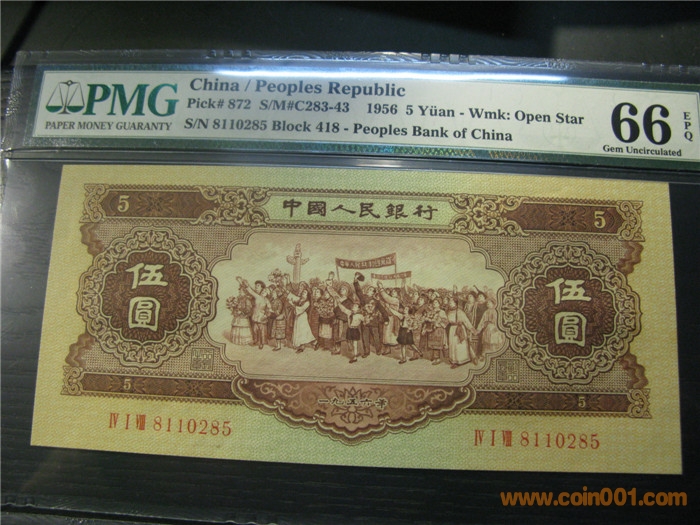 PMG
PAPER MONEY GUARANTY
China / Peoples Republic
Pick# 872 S/M#C283-43 1956 5 Yüan - Wmk: Open Star
S/N 8110285 Block 418 - Peoples Bank of China
66 EPQ
Gem Uncirculated
5 中國人民銀行 5
伍圓 伍圓
5 一九五六年 5
IV I VIII 8110285 IV I VIII 8110285
www.coin001.com